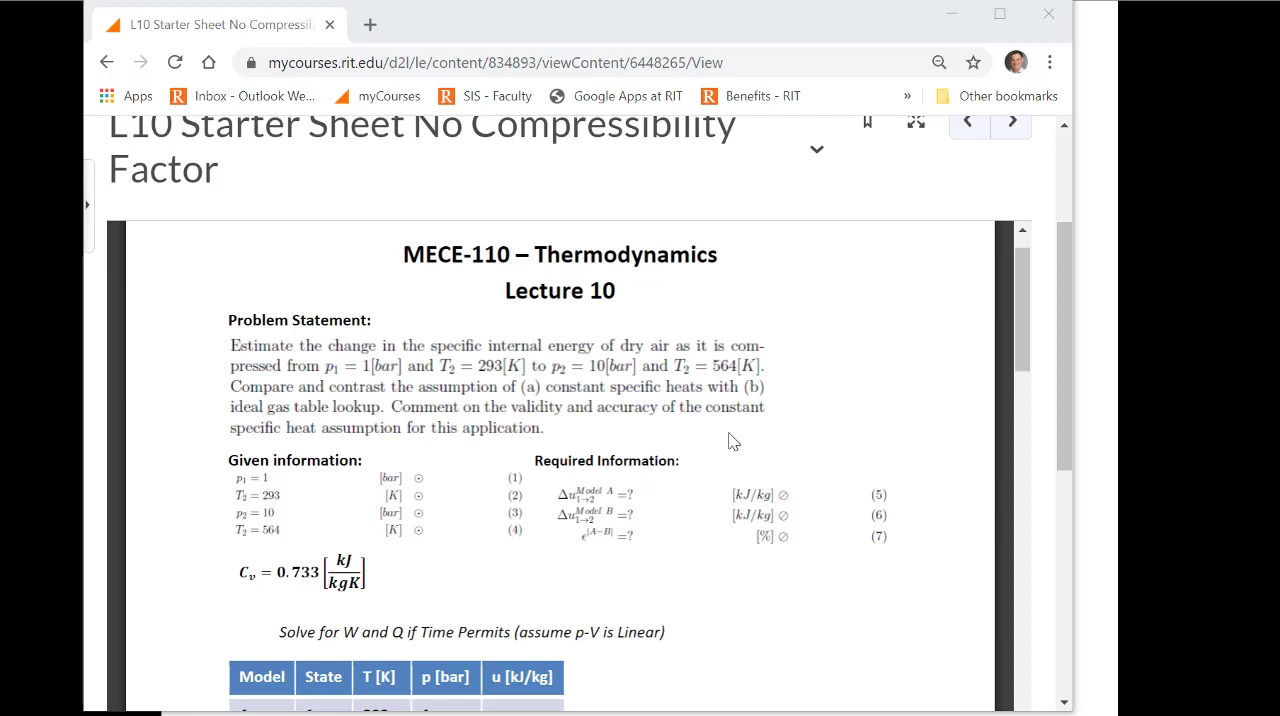 L10 Starter Sheet No Compressib
mycourses.rit.edu/d2l/le/content/834893/viewContent/6448265/View
Apps Inbox - Outlook We... myCourses SIS - Faculty Google Apps at RIT Benefits - RIT » Other bookmarks
L10 Starter Sheet No Compressibility
Factor
MECE-110 – Thermodynamics
Lecture 10
Problem Statement:
Estimate the change in the specific internal energy of dry air as it is com-
pressed from p₁ = 1[bar] and T₂ = 293[K] to p₂ = 10[bar] and T₂ = 564[K].
Compare and contrast the assumption of (a) constant specific heats with (b)
ideal gas table lookup. Comment on the validity and accuracy of the constant
specific heat assumption for this application.
Given information: Required Information:
p₁ = 1 [bar] ⊙ (1)
T₂ = 293 [K] ⊙ (2)
p₂ = 10 [bar] ⊙ (3)
T₂ = 564 [K] ⊙ (4)
Δu₁→₂^Model A =? [kJ/kg] ⊘ (5)
Δu₁→₂^Model B =? [kJ/kg] ⊘ (6)
ϵ^|A−B| =? [%] ⊘ (7)
Cᵥ = 0.733 [kJ/kgK]
Solve for W and Q if Time Permits (assume p-V is Linear)
Model State T [K] p [bar] u [kJ/kg]